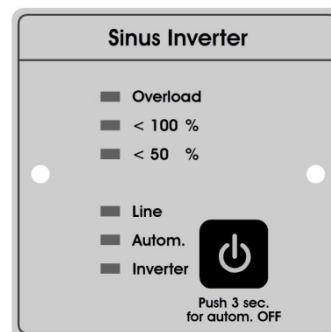 Sinus Inverter
Overload
< 100 %
< 50 %
Line
Autom.
Inverter
Push 3 sec.
for autom. OFF